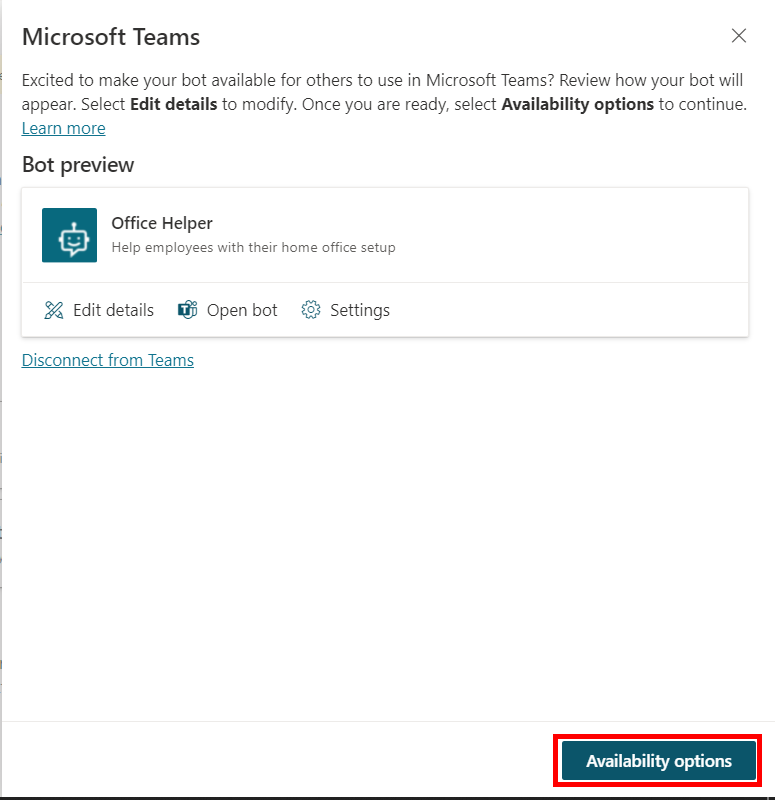 Microsoft Teams
Excited to make your bot available for others to use in Microsoft Teams? Review how your bot will
appear. Select Edit details to modify. Once you are ready, select Availability options to continue.
Learn more
Bot preview
Office Helper
Help employees with their home office setup
Edit details Open bot Settings
Disconnect from Teams
Availability options